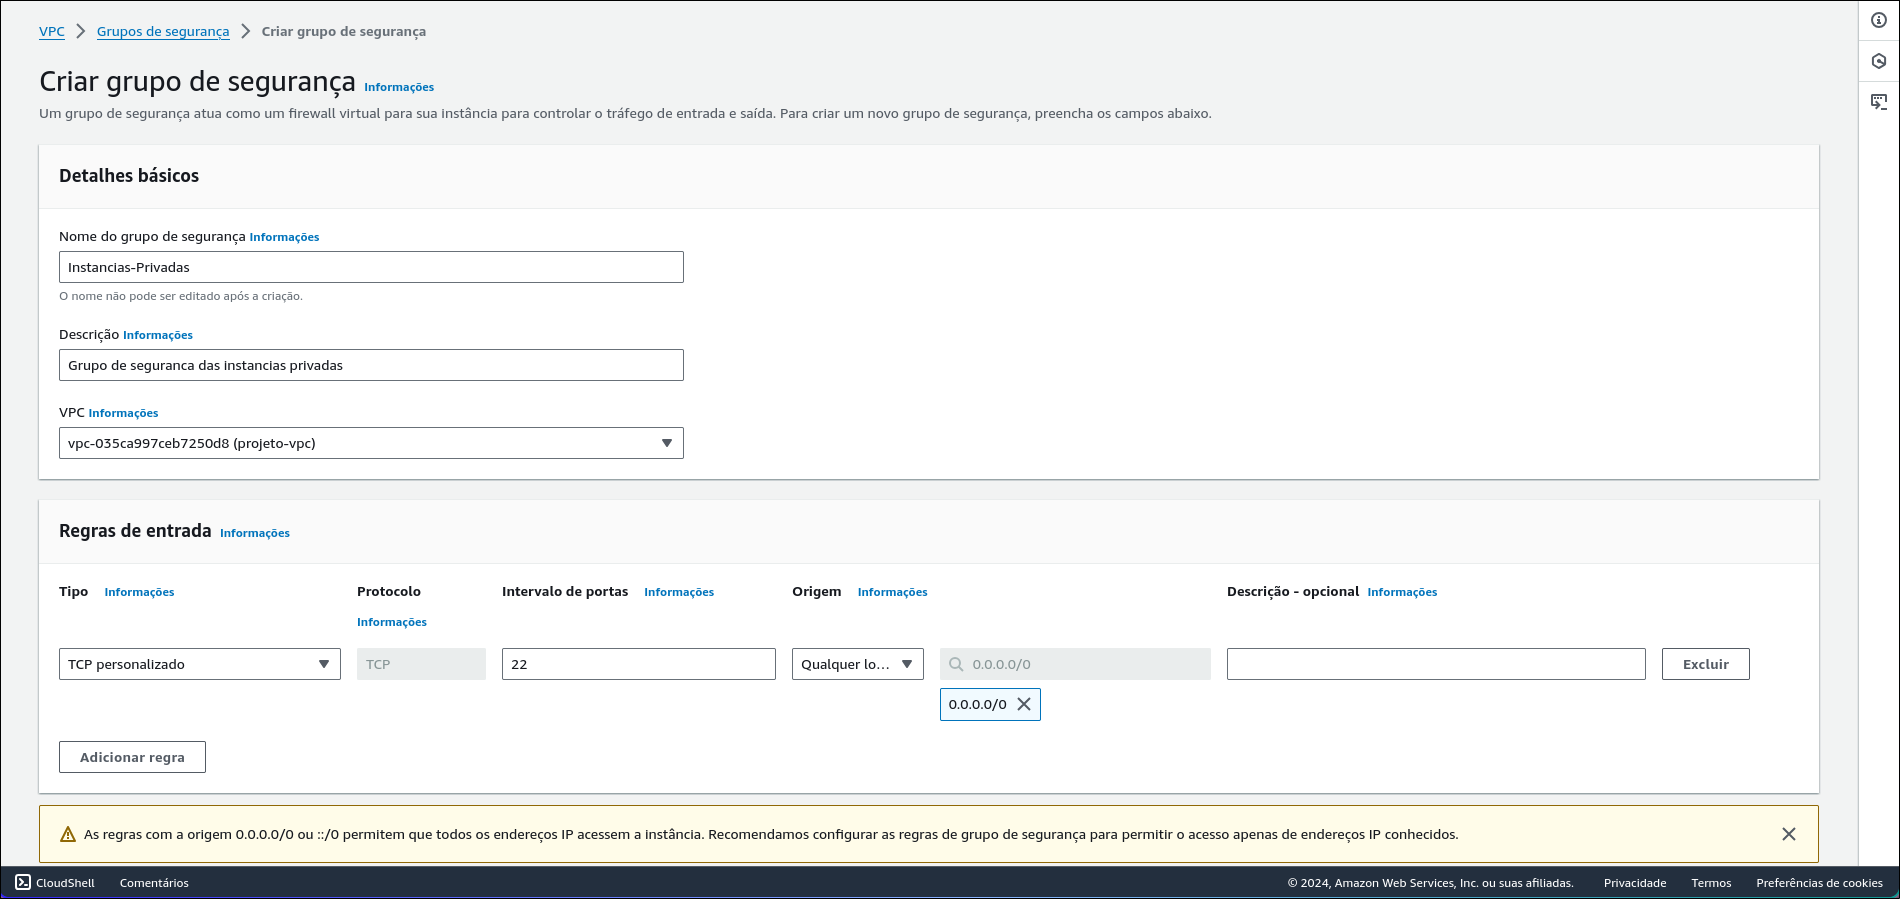 VPC > Grupos de segurança > Criar grupo de segurança
Criar grupo de segurança Informações
Um grupo de segurança atua como um firewall virtual para sua instância para controlar o tráfego de entrada e saída. Para criar um novo grupo de segurança, preencha os campos abaixo.
Detalhes básicos
Nome do grupo de segurança Informações
Instancias-Privadas
O nome não pode ser editado após a criação.
Descrição Informações
Grupo de seguranca das instancias privadas
VPC Informações
vpc-035ca997ceb7250d8 (projeto-vpc)
Regras de entrada Informações
Tipo Informações Protocolo Intervalo de portas Informações Origem Informações Descrição - opcional Informações
Informações
TCP personalizado TCP 22 Qualquer lo... 0.0.0.0/0 Excluir
0.0.0.0/0
Adicionar regra
As regras com a origem 0.0.0.0/0 ou ::/0 permitem que todos os endereços IP acessem a instância. Recomendamos configurar as regras de grupo de segurança para permitir o acesso apenas de endereços IP conhecidos.
CloudShell Comentários © 2024, Amazon Web Services, Inc. ou suas afiliadas. Privacidade Termos Preferências de cookies